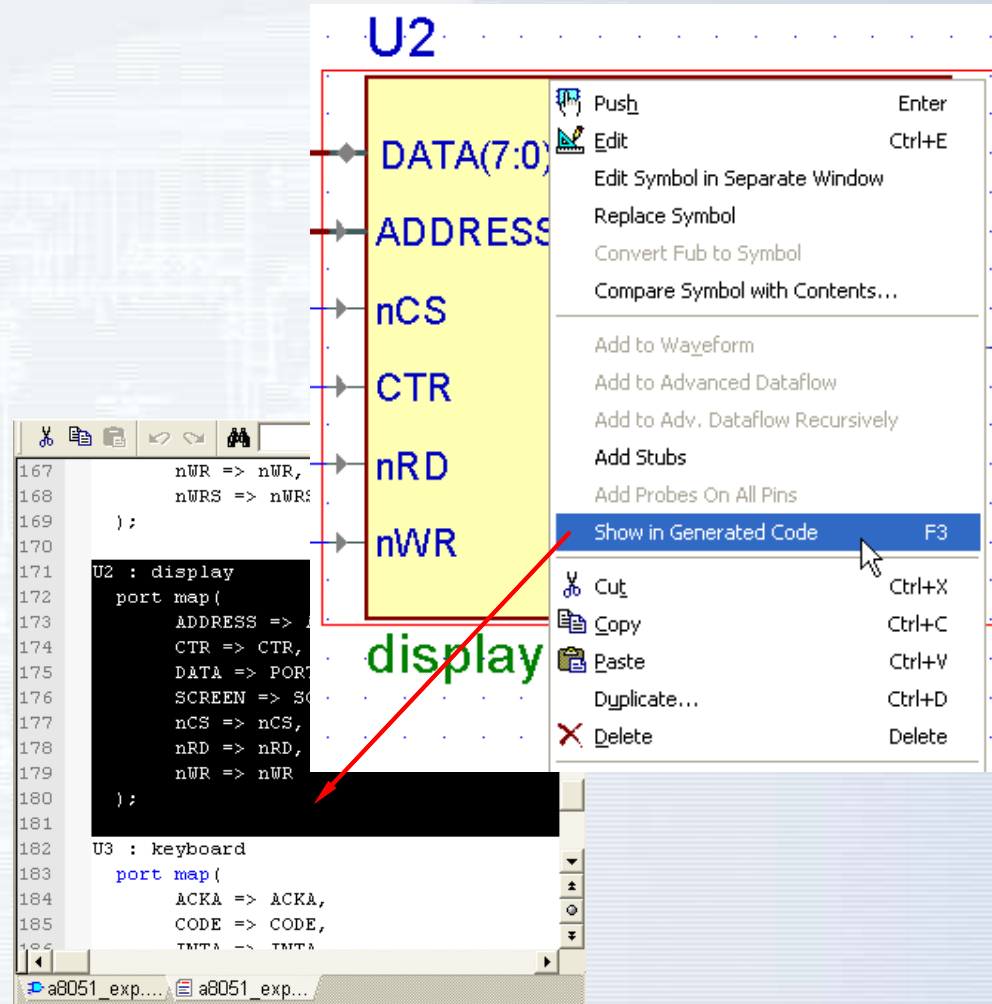 U2
DATA(7:0)
ADDRESS
nCS
CTR
nRD
nWR
display
Push Enter
Edit Ctrl+E
Edit Symbol in Separate Window
Replace Symbol
Convert Fub to Symbol
Compare Symbol with Contents...
Add to Waveform
Add to Advanced Dataflow
Add to Adv. Dataflow Recursively
Add Stubs
Add Probes On All Pins
Show in Generated Code F3
Cut Ctrl+X
Copy Ctrl+C
Paste Ctrl+V
Duplicate... Ctrl+D
Delete Delete
167 nWR => nWR,
168 nWRS => nWRS
169 );
170
171 U2 : display
172 port map(
173 ADDRESS =>
174 CTR => CTR,
175 DATA => PORT
176 SCREEN => SC
177 nCS => nCS,
178 nRD => nRD,
179 nWR => nWR
180 );
181
182 U3 : keyboard
183 port map(
184 ACKA => ACKA,
185 CODE => CODE,
186 INTA => INTA
a8051_exp.... a8051_exp...